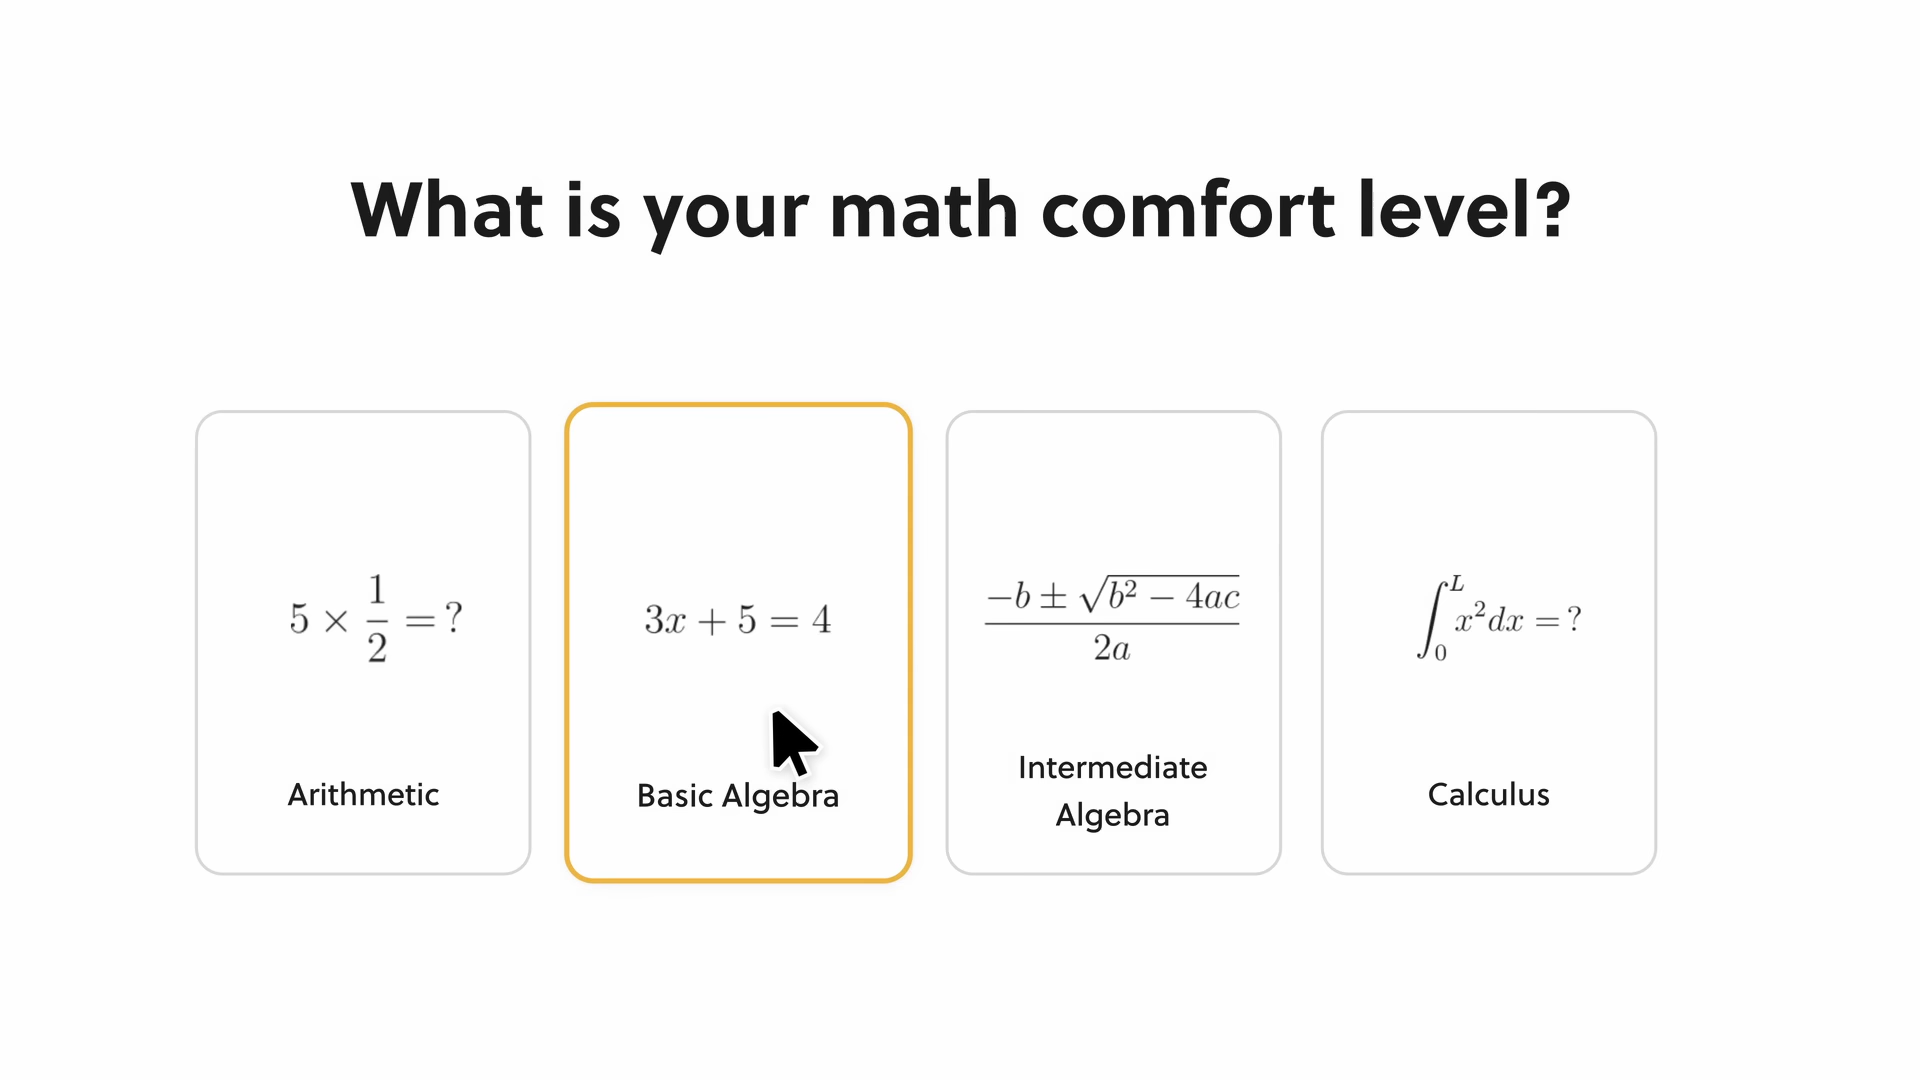 What is your math comfort level?
5 × 1/2 = ?
Arithmetic
3x + 5 = 4
Basic Algebra
(−b ± √(b² − 4ac))/2a
Intermediate
Algebra
∫₀ᴸ x²dx = ?
Calculus